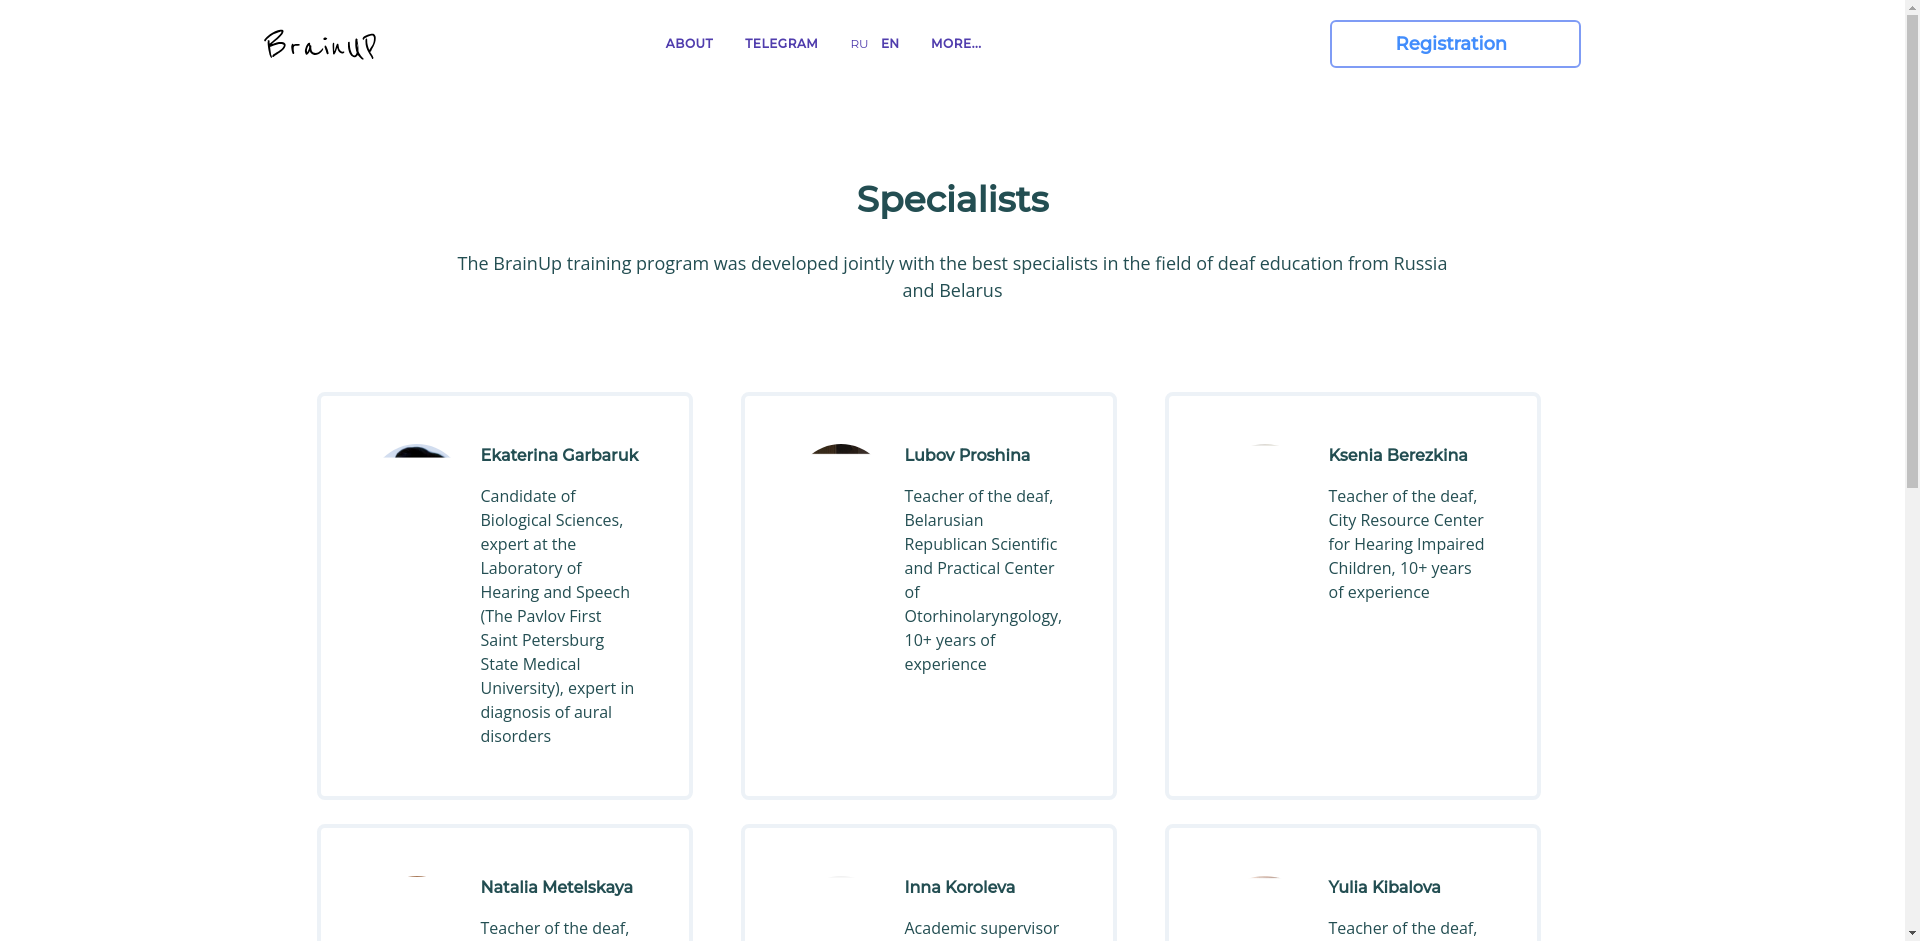 BrainUP
ABOUT TELEGRAM RU EN MORE...
Registration
Specialists
The BrainUp training program was developed jointly with the best specialists in the field of deaf education from Russia
and Belarus
Ekaterina Garbaruk
Candidate of
Biological Sciences,
expert at the
Laboratory of
Hearing and Speech
(The Pavlov First
Saint Petersburg
State Medical
University), expert in
diagnosis of aural
disorders
Lubov Proshina
Teacher of the deaf,
Belarusian
Republican Scientific
and Practical Center
of
Otorhinolaryngology,
10+ years of
experience
Ksenia Berezkina
Teacher of the deaf,
City Resource Center
for Hearing Impaired
Children, 10+ years
of experience
Natalia Metelskaya
Teacher of the deaf,
Inna Koroleva
Academic supervisor
Yulia Kibalova
Teacher of the deaf,